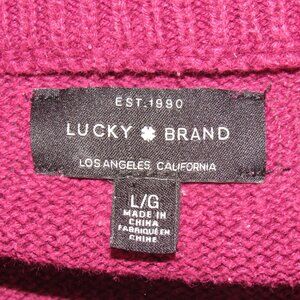 EST.1990
LUCKY BRAND
LOS ANGELES, CALIFORNIA
L/G
MADE IN
CHINA
FABRIQUÉ EN
CHINE